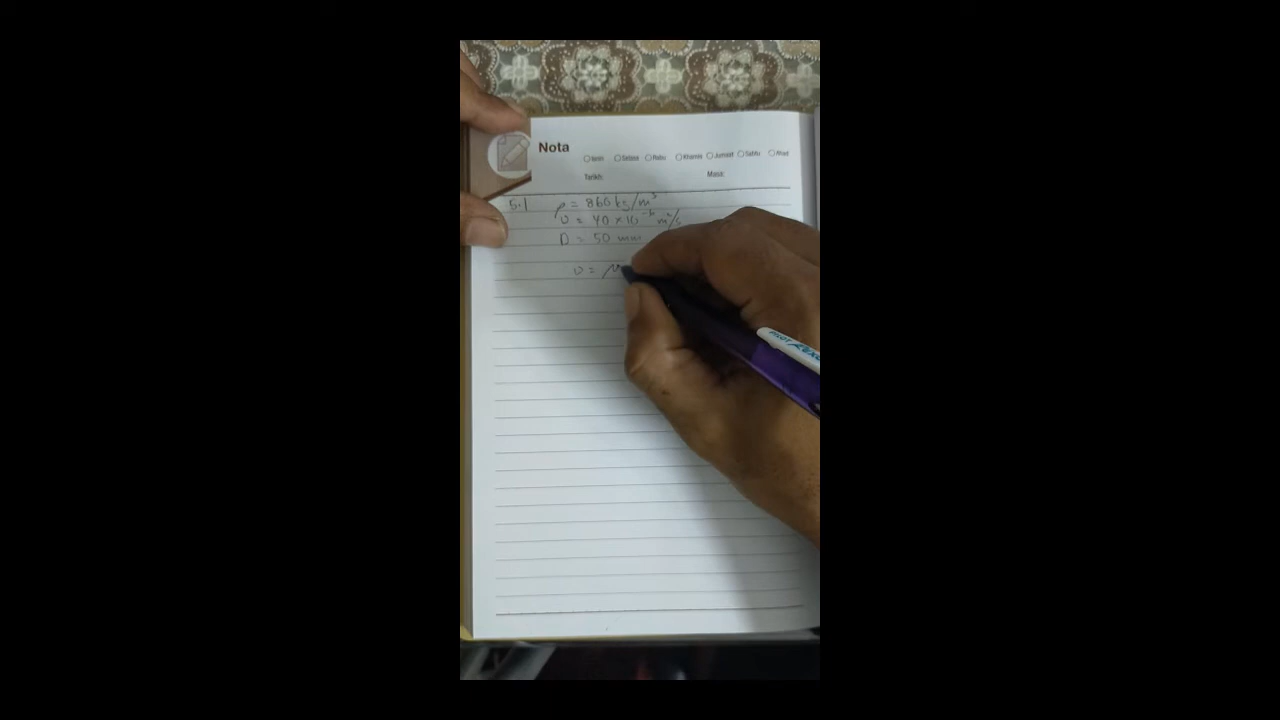 Nota
Isnin Selasa Rabu Khamis Jumaat Sabtu Ahad
Tarikh: Masa:
5.1 ρ = 860 kg/m³
υ = 40 × 10⁻⁶ m²/s
D = 50 mm
υ = μ
PILOT